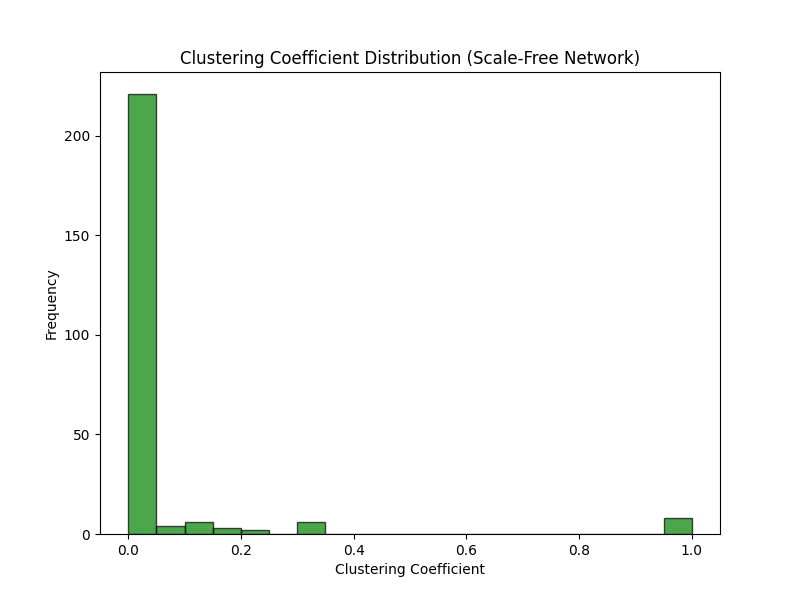 Clustering Coefficient Distribution (Scale-Free Network)
200
150
100
50
0
Frequency
0.0 0.2 0.4 0.6 0.8 1.0
Clustering Coefficient